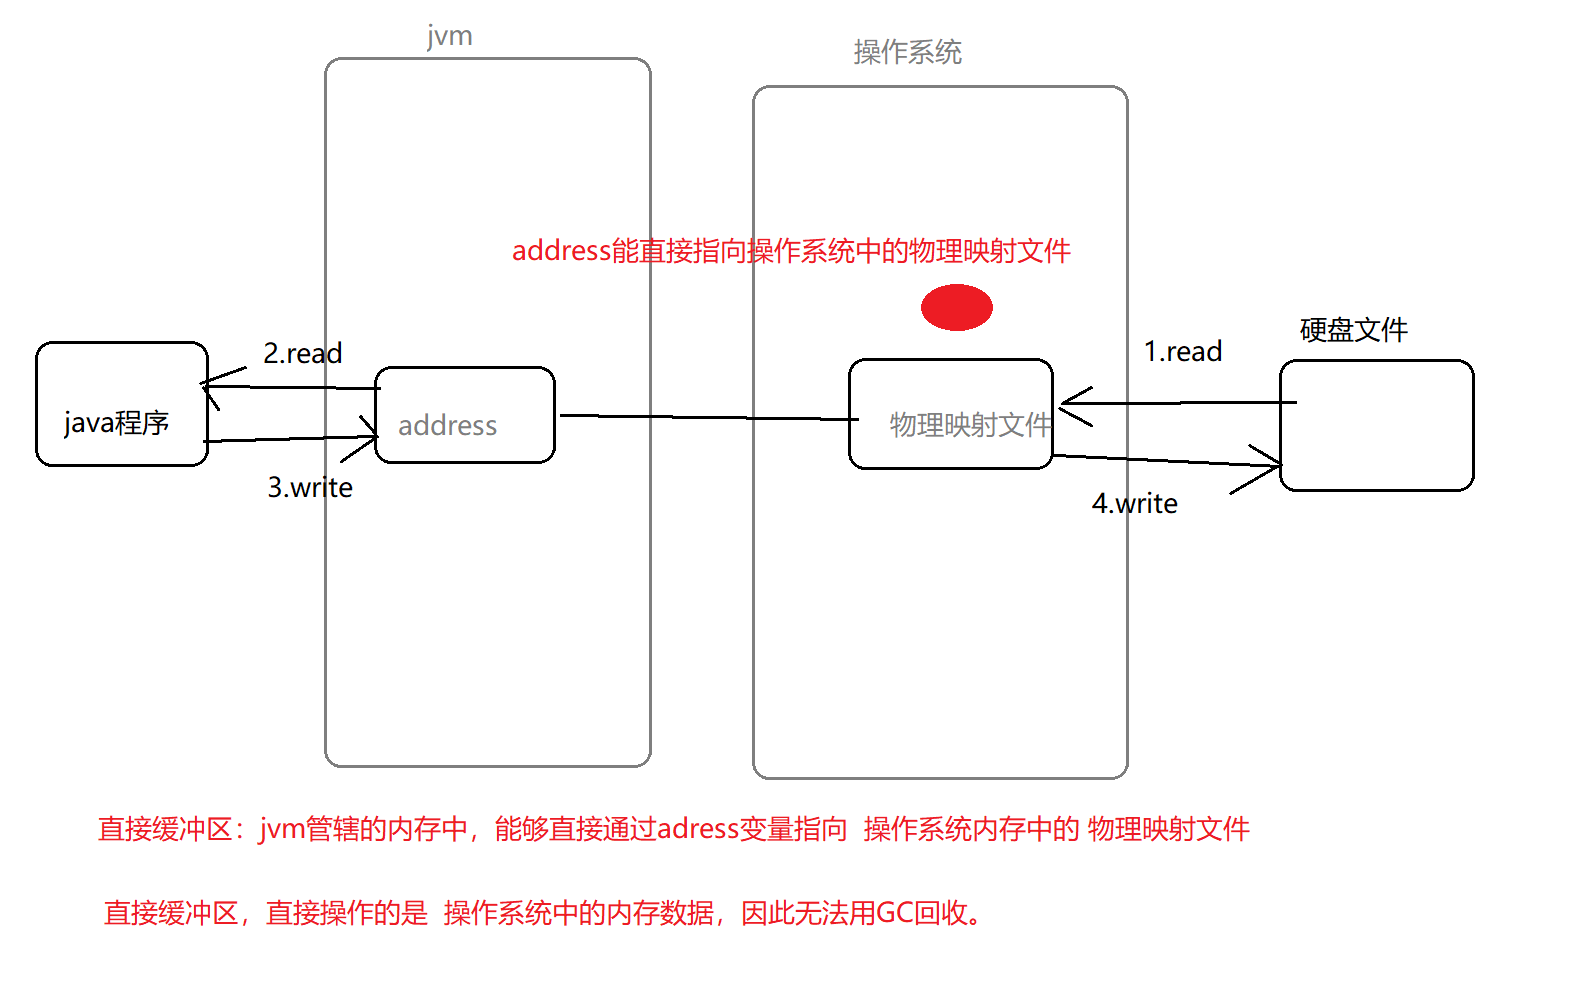 jvm
操作系统
address能直接指向操作系统中的物理映射文件
硬盘文件
2.read
1.read
java程序
address
物理映射文件
3.write
4.write
直接缓冲区：jvm管辖的内存中，能够直接通过adress变量指向 操作系统内存中的 物理映射文件
直接缓冲区，直接操作的是 操作系统中的内存数据，因此无法用GC回收。